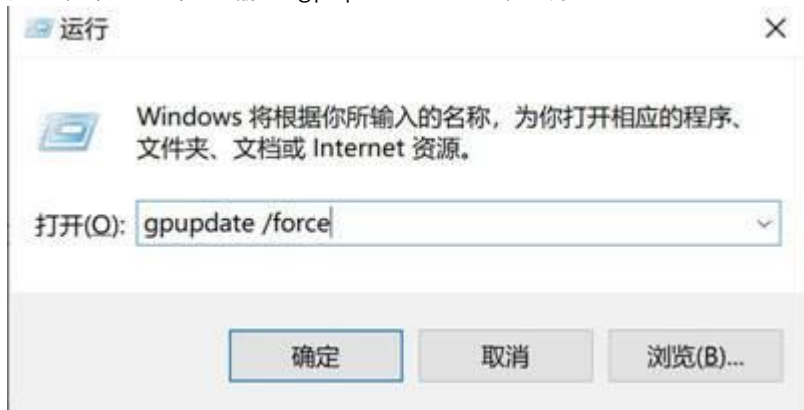 运行
Windows 将根据你所输入的名称，为你打开相应的程序、
文件夹、文档或 Internet 资源。
打开(O): gpupdate /force
确定
取消
浏览(B)...